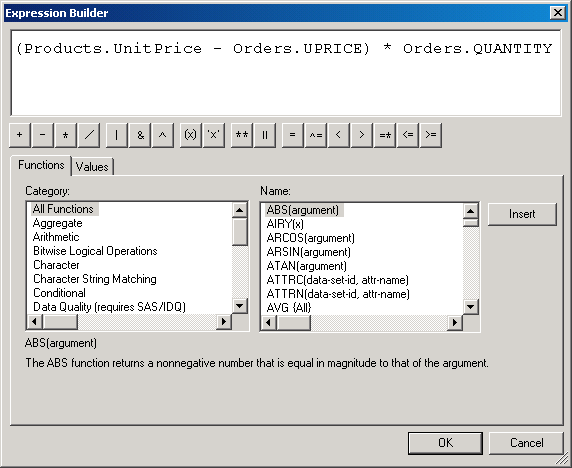 Expression Builder
(Products.UnitPrice - Orders.UPRICE) * Orders.QUANTITY
+ - * / | & ^ (x) 'x' ** || = ^= < > =* <= >=
Functions Values
Category:
All Functions
Aggregate
Arithmetic
Bitwise Logical Operations
Character
Character String Matching
Conditional
Data Quality (requires SAS/IDQ)
Name:
ABS(argument)
AIRY(x)
ARCOS(argument)
ARSIN(argument)
ATAN(argument)
ATTRC(data-set-id, attr-name)
ATTRN(data-set-id, attr-name)
AVG {All}
Insert
ABS(argument)
The ABS function returns a nonnegative number that is equal in magnitude to that of the argument.
OK Cancel